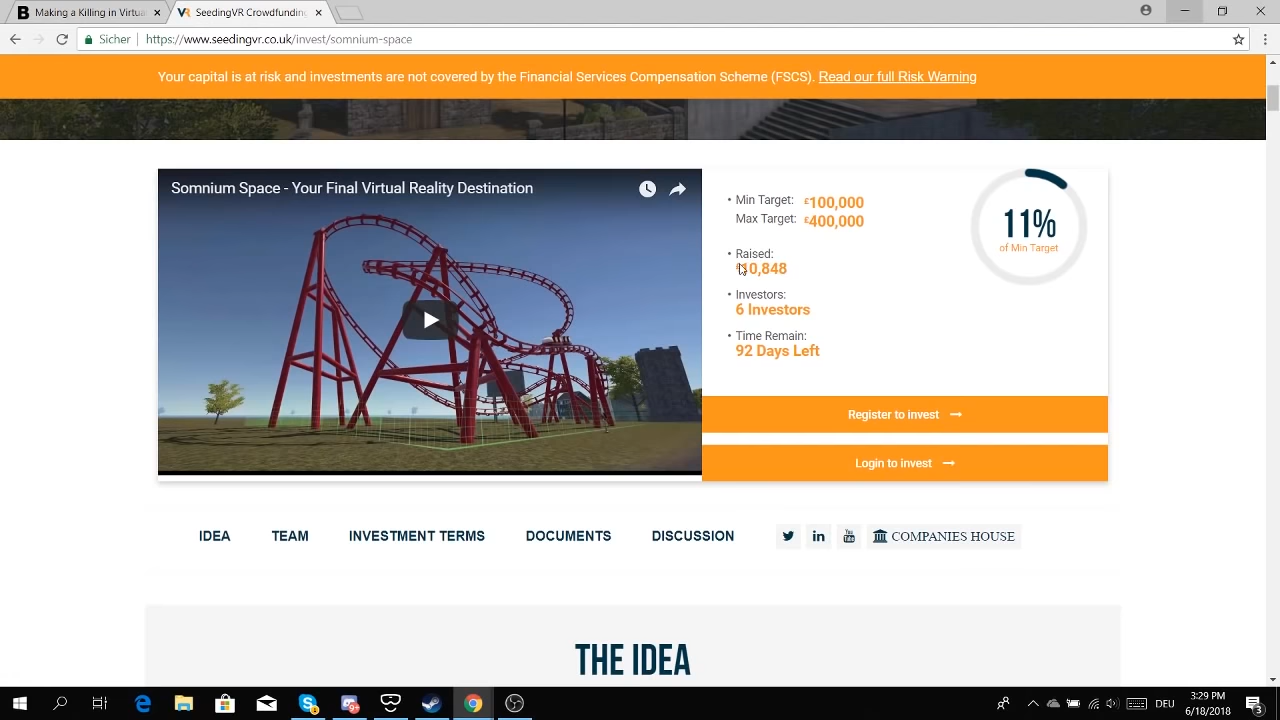 Making a Killing in Virtu
SeedingVR Crowdfunding
Sicher
https://www.seedingvr.co.uk/invest/somnium-space
Your capital is at risk and investments are not covered by the Financial Services Compensation Scheme (FSCS). Read our full Risk Warning
Somnium Space - Your Final Virtual Reality Destination
Min Target: £100,000
Max Target: £400,000
11%
of Min Target
Raised:
£10,848
Investors:
6 Investors
Time Remain:
92 Days Left
Register to invest
Login to invest
IDEA TEAM INVESTMENT TERMS DOCUMENTS DISCUSSION COMPANIES HOUSE
THE IDEA
DEU
3:29 PM
6/18/2018